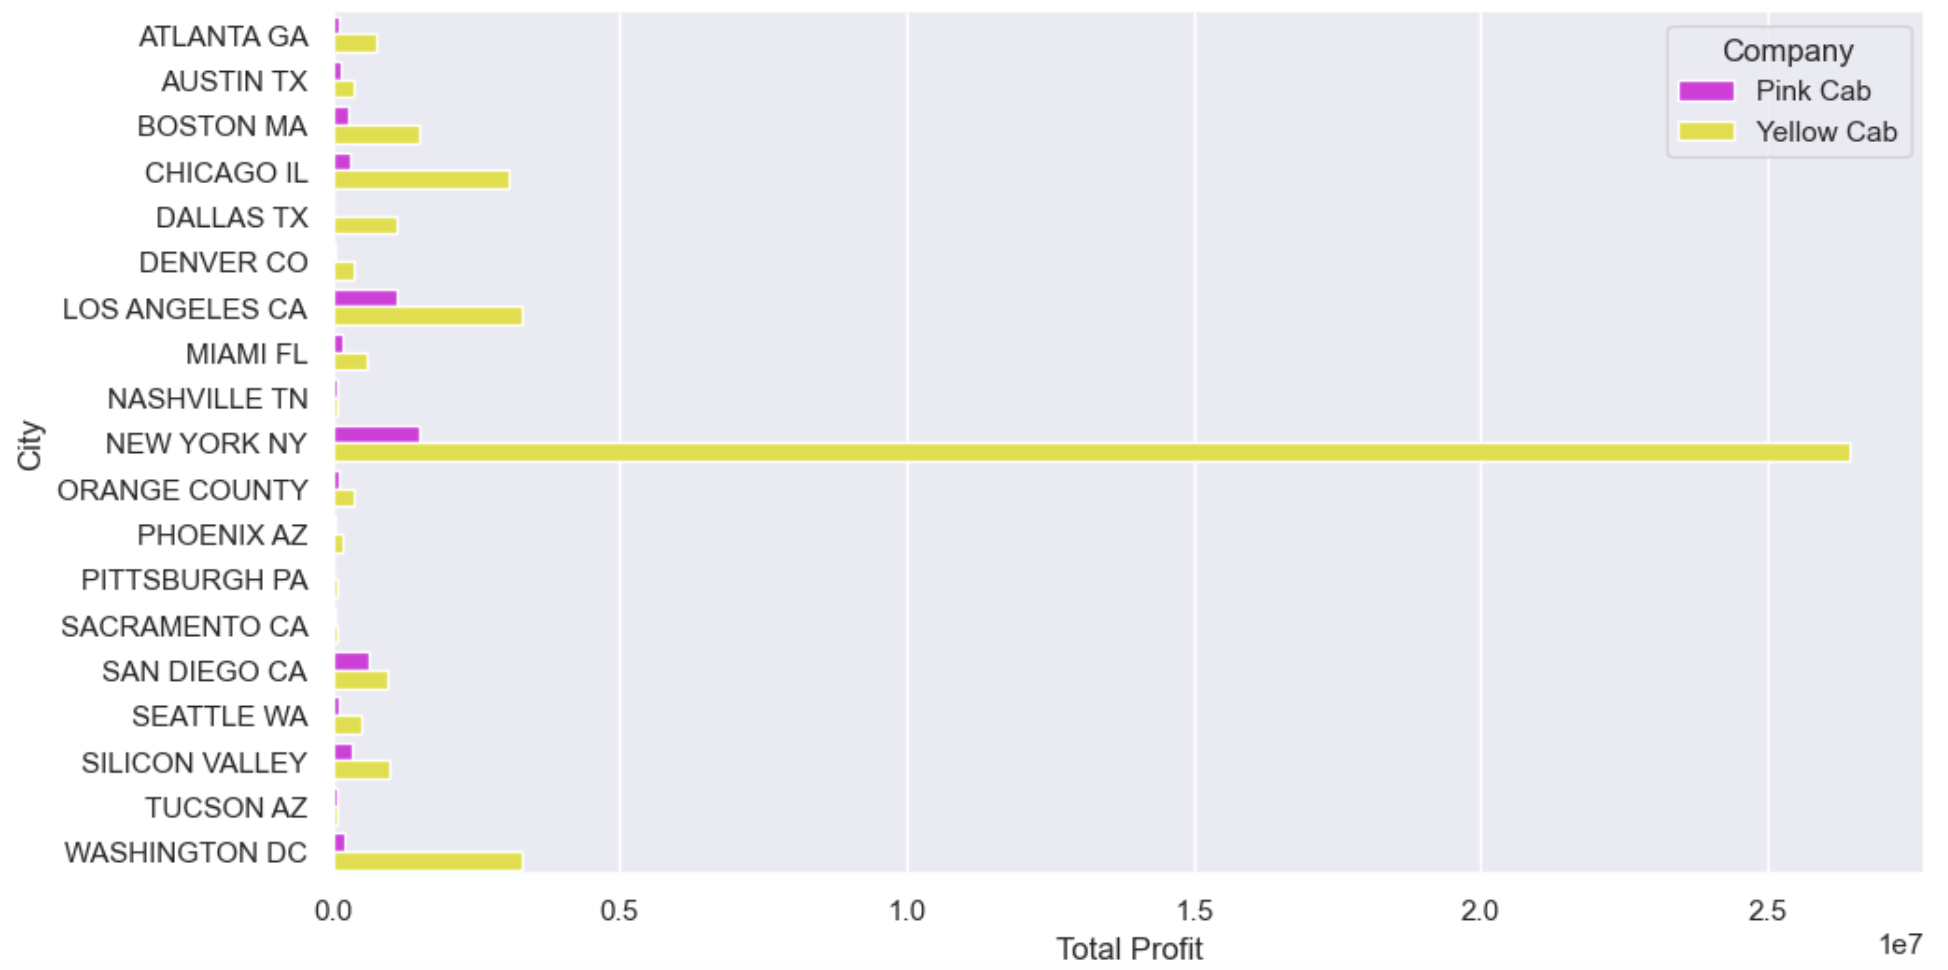 ATLANTA GA
AUSTIN TX
BOSTON MA
CHICAGO IL
DALLAS TX
DENVER CO
LOS ANGELES CA
MIAMI FL
NASHVILLE TN
NEW YORK NY
ORANGE COUNTY
PHOENIX AZ
PITTSBURGH PA
SACRAMENTO CA
SAN DIEGO CA
SEATTLE WA
SILICON VALLEY
TUCSON AZ
WASHINGTON DC
City
Company
Pink Cab
Yellow Cab
0.0 0.5 1.0 1.5 2.0 2.5
Total Profit
1e7